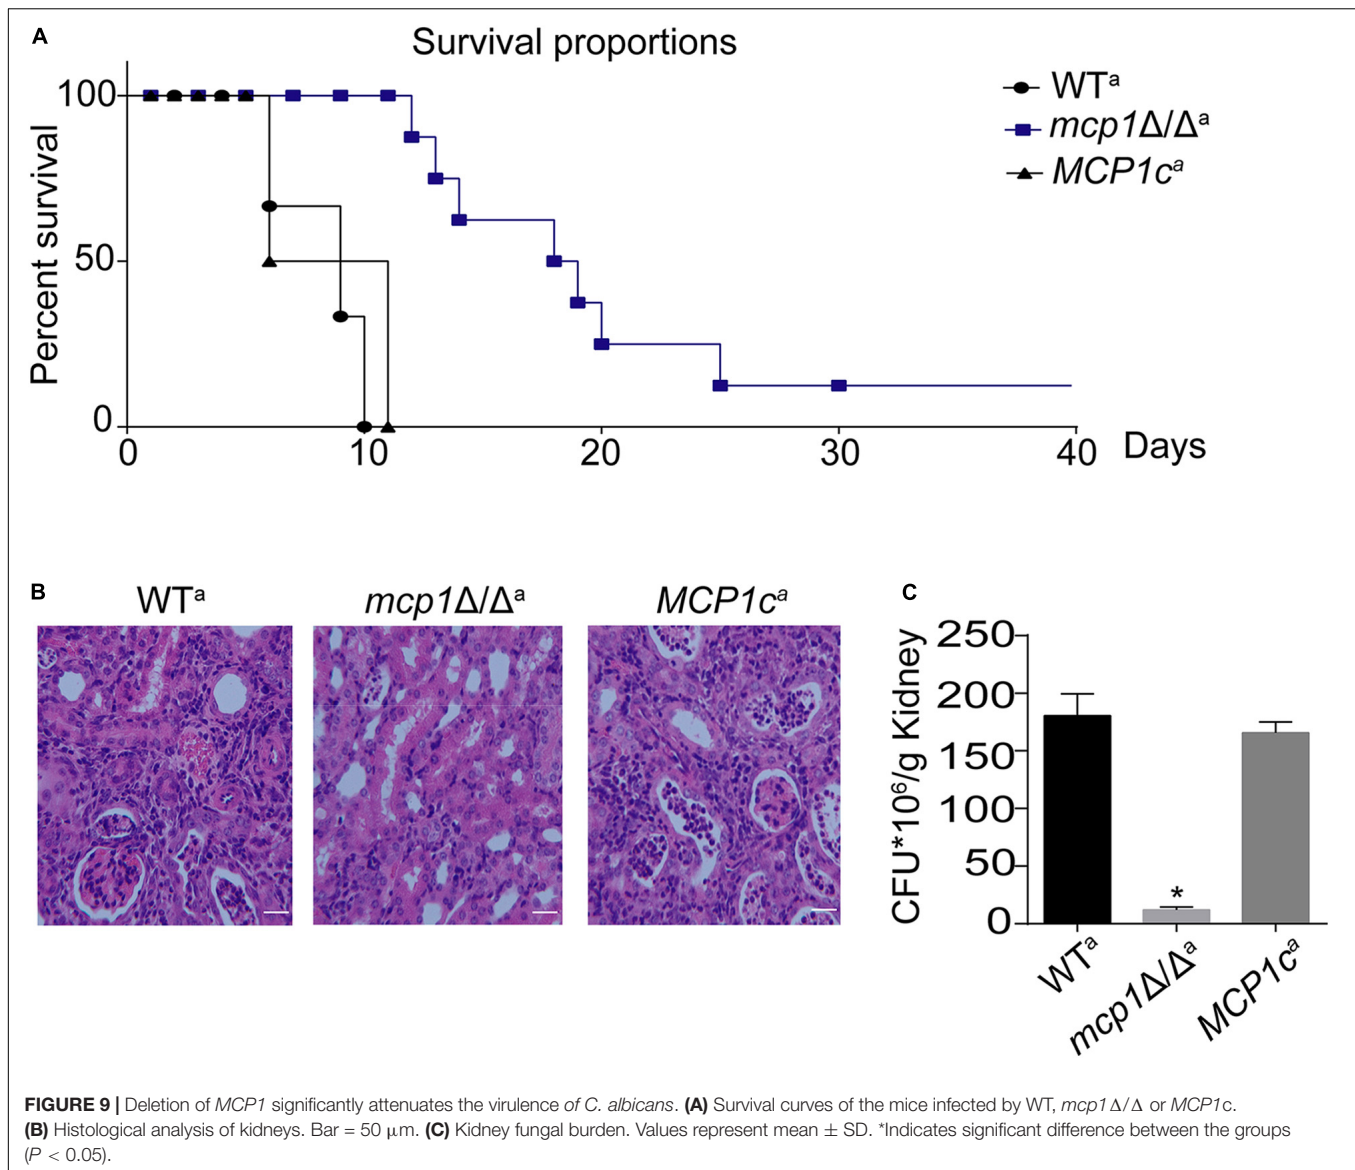 A
Survival proportions
Percent survival
100
50
0
0 10 20 30 40 Days
WTᵃ
mcp1Δ/Δᵃ
MCP1cᵃ
B
WTᵃ mcp1Δ/Δᵃ MCP1cᵃ
C
CFU*10⁶/g Kidney
250
200
150
100
50
0
*
WTᵃ
mcp1Δ/Δᵃ
MCP1cᵃ
FIGURE 9 | Deletion of MCP1 significantly attenuates the virulence of C. albicans. (A) Survival curves of the mice infected by WT, mcp1Δ/Δ or MCP1c.
(B) Histological analysis of kidneys. Bar = 50 μm. (C) Kidney fungal burden. Values represent mean ± SD. *Indicates significant difference between the groups
(P < 0.05).